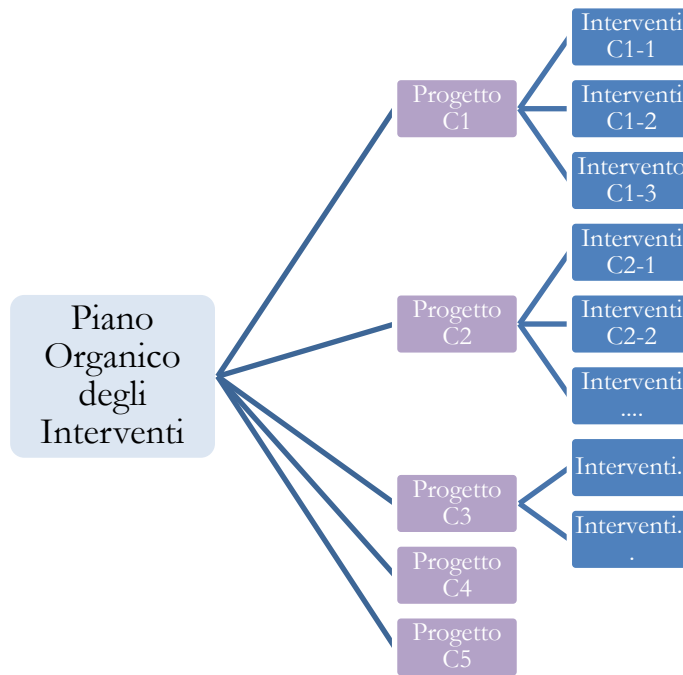 Piano
Organico
degli
Interventi
Progetto
C1
Interventi
C1-1
Interventi
C1-2
Intervento
C1-3
Progetto
C2
Interventi
C2-1
Interventi
C2-2
Interventi
....
Progetto
C3
Interventi.
Interventi.
.
Progetto
C4
Progetto
C5